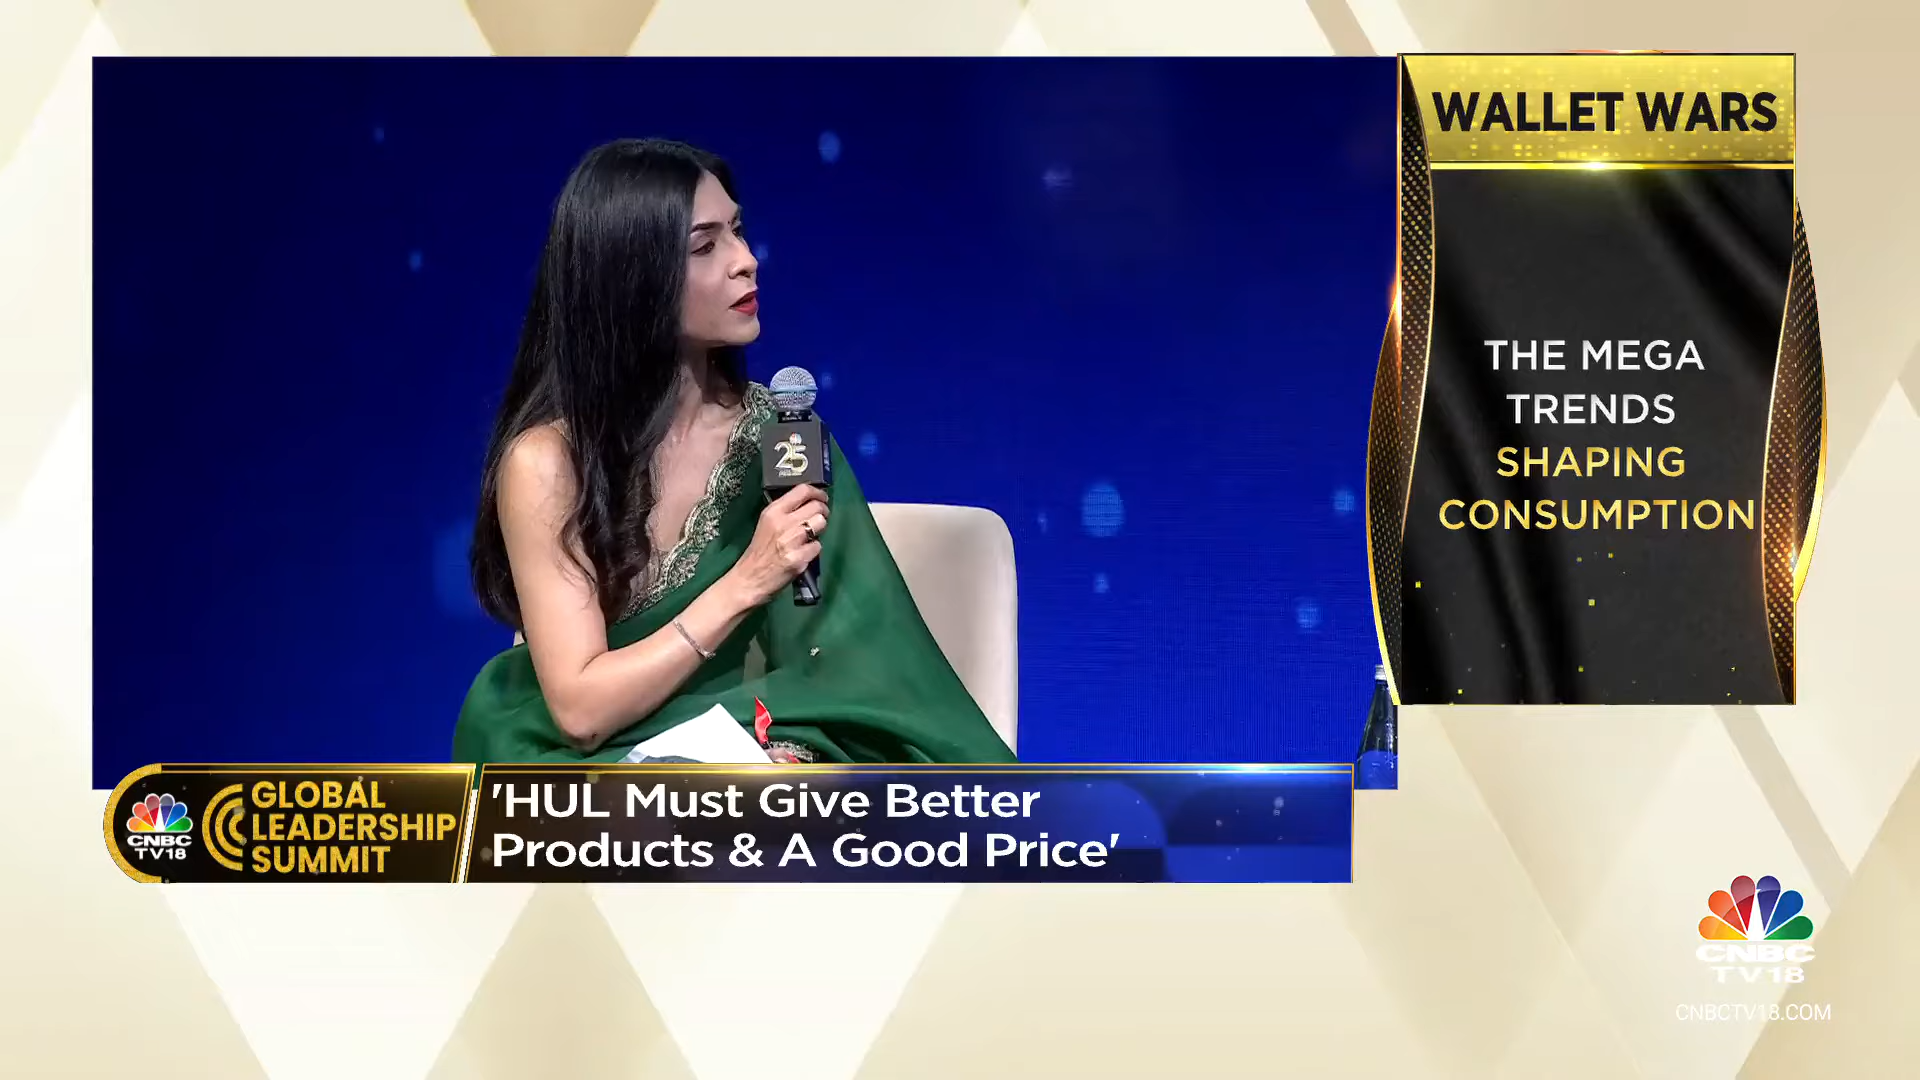 WALLET WARS
THE MEGA
TRENDS
SHAPING
CONSUMPTION
25
CNBC
TV18
GLOBAL
LEADERSHIP
SUMMIT
'HUL Must Give Better
Products & A Good Price'
CNBC
TV18
CNBCTV18.COM